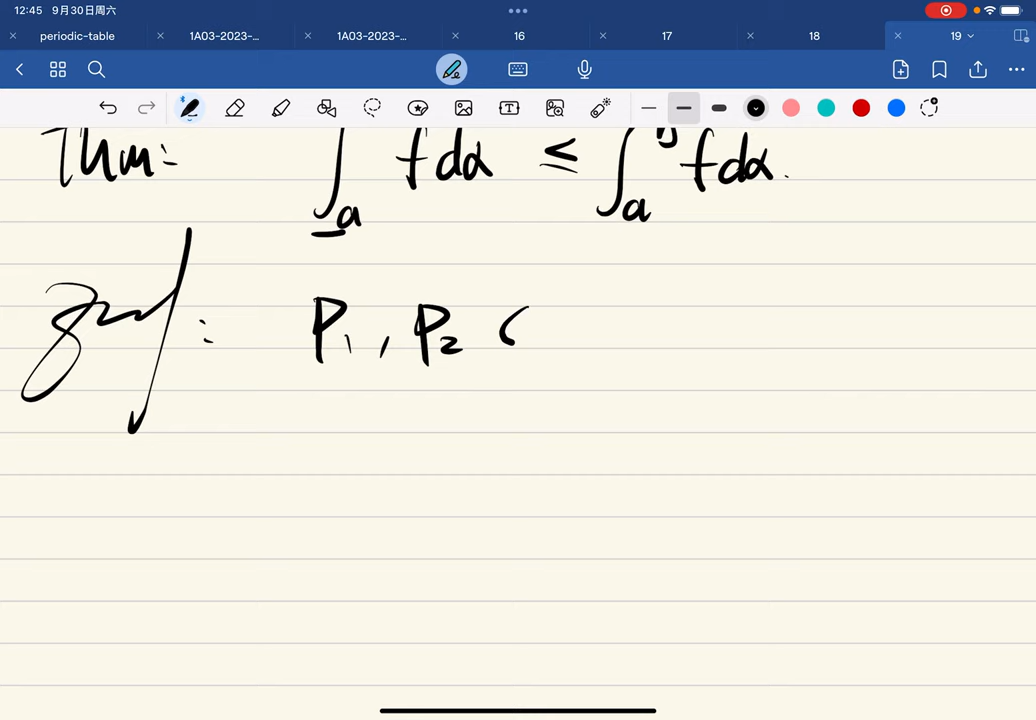 12:45 9月30日周六
periodic-table 1A03-2023-... 1A03-2023-... 16 17 18 19
Thm: ∫_a f dα ≤ ∫_a^b f dα.
: P₁, P₂ (